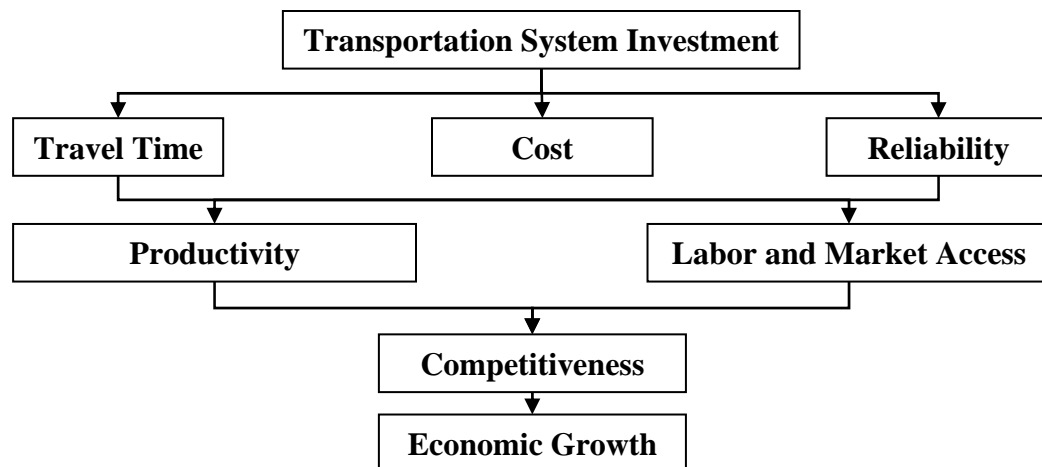 Transportation System Investment
Travel Time
Cost
Reliability
Productivity
Labor and Market Access
Competitiveness
Economic Growth